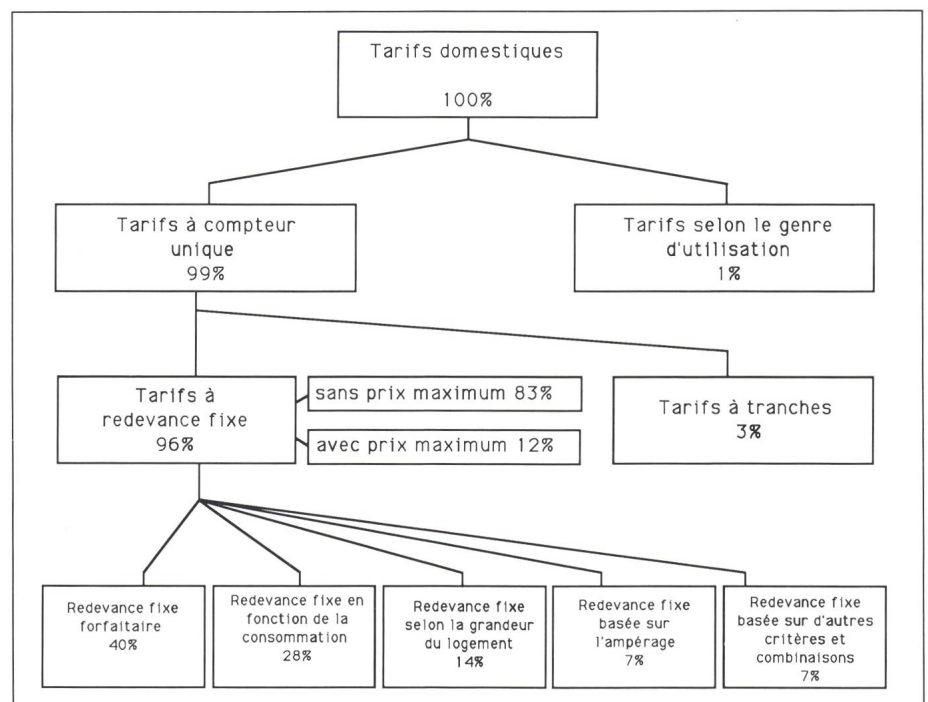 Tarifs domestiques
100%
Tarifs à compteur
unique
99%
Tarifs selon le genre
d'utilisation
1%
Tarifs à
redevance fixe
96%
sans prix maximum 83%
avec prix maximum 12%
Tarifs à tranches
3%
Redevance fixe
forfaitaire
40%
Redevance fixe en
fonction de la
consommation
28%
Redevance fixe
selon la grandeur
du logement
14%
Redevance fixe
basée sur
l'ampérage
7%
Redevance fixe
basée sur d'autres
critères et
combinaisons
7%